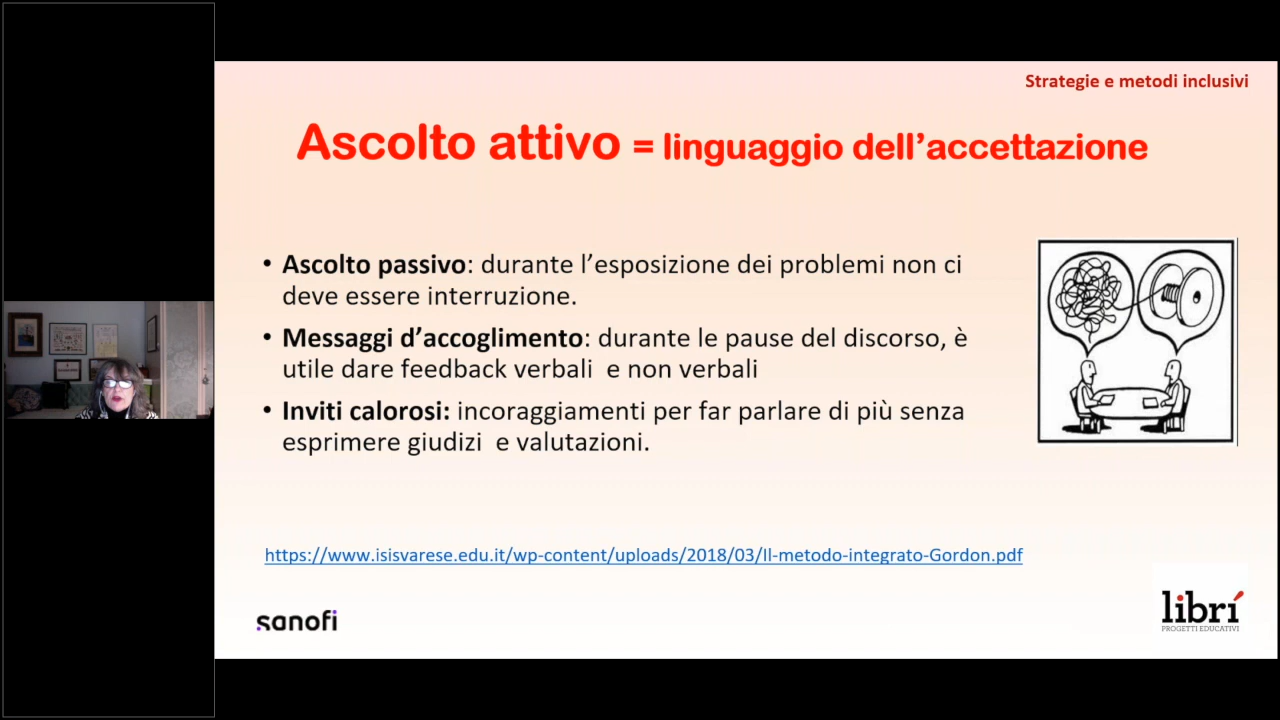 Strategie e metodi inclusivi
Ascolto attivo = linguaggio dell’accettazione
• Ascolto passivo: durante l’esposizione dei problemi non ci
deve essere interruzione.
• Messaggi d’accoglimento: durante le pause del discorso, è
utile dare feedback verbali e non verbali
• Inviti calorosi: incoraggiamenti per far parlare di più senza
esprimere giudizi e valutazioni.
https://www.isisvarese.edu.it/wp-content/uploads/2018/03/Il-metodo-integrato-Gordon.pdf
sanofi
librí
PROGETTI EDUCATIVI